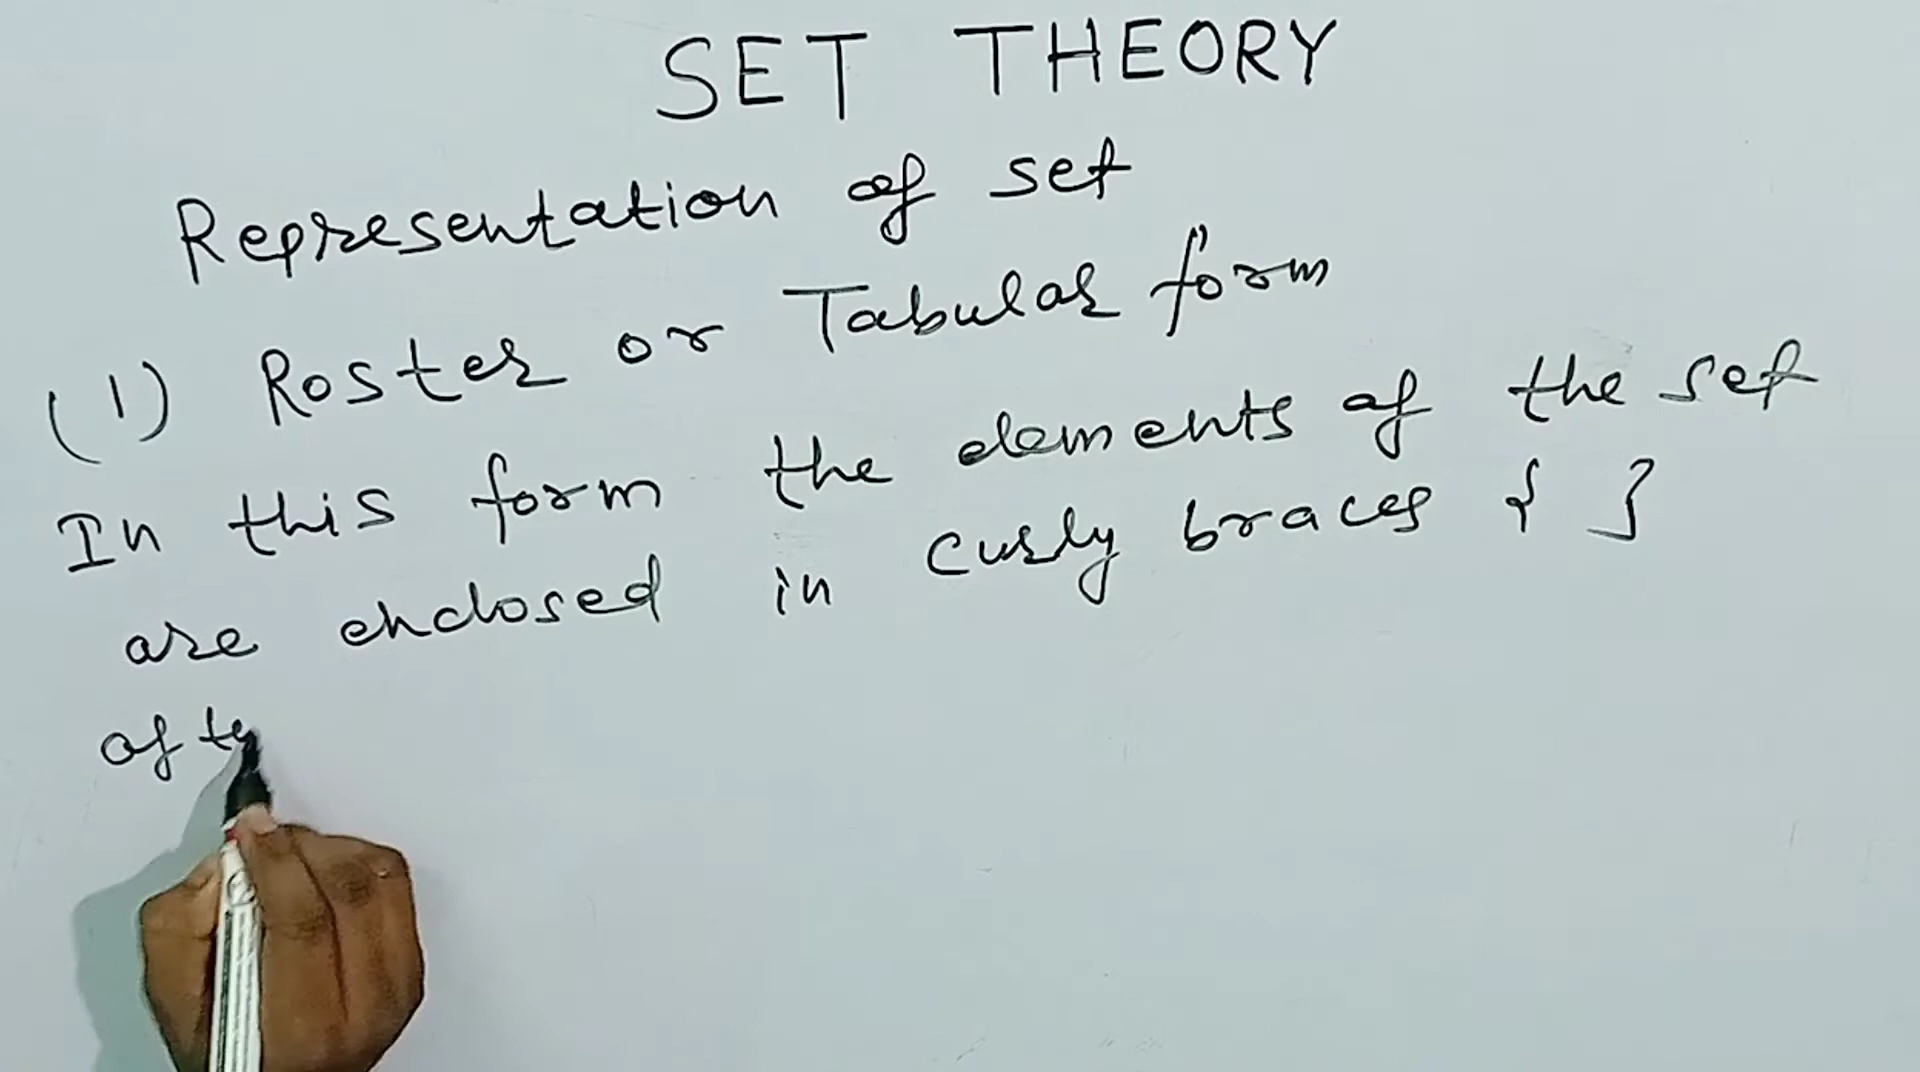 SET THEORY
Representation of set
(1) Roster or Tabular form
In this form the elements of the set
are enclosed in curly braces { }